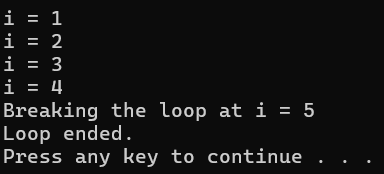 i = 1
i = 2
i = 3
i = 4
Breaking the loop at i = 5
Loop ended.
Press any key to continue . . .